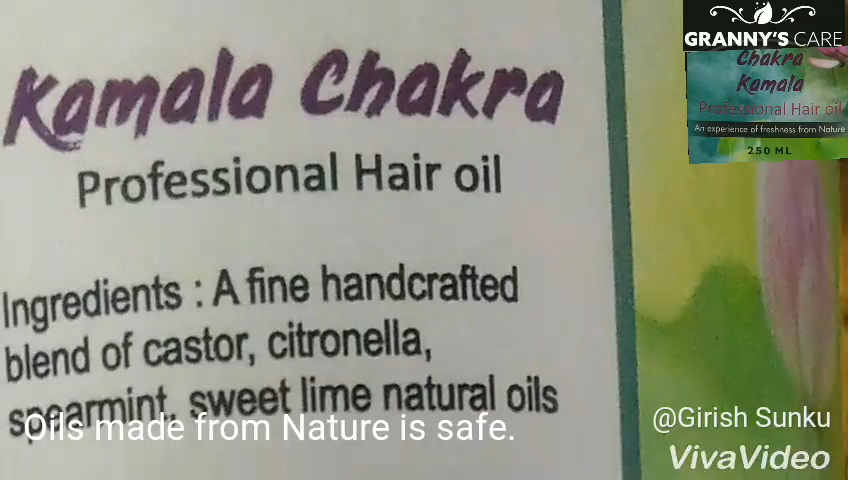 Kamala Chakra
Professional Hair oil
Ingredients : A fine handcrafted
blend of castor, citronella,
spearmint, sweet lime natural oils
Oils made from Nature is safe.
GRANNY'S CARE
Chakra
Kamala
Professional Hair oil
An experience of freshness from Nature
250 ML
@Girish Sunku
VivaVideo